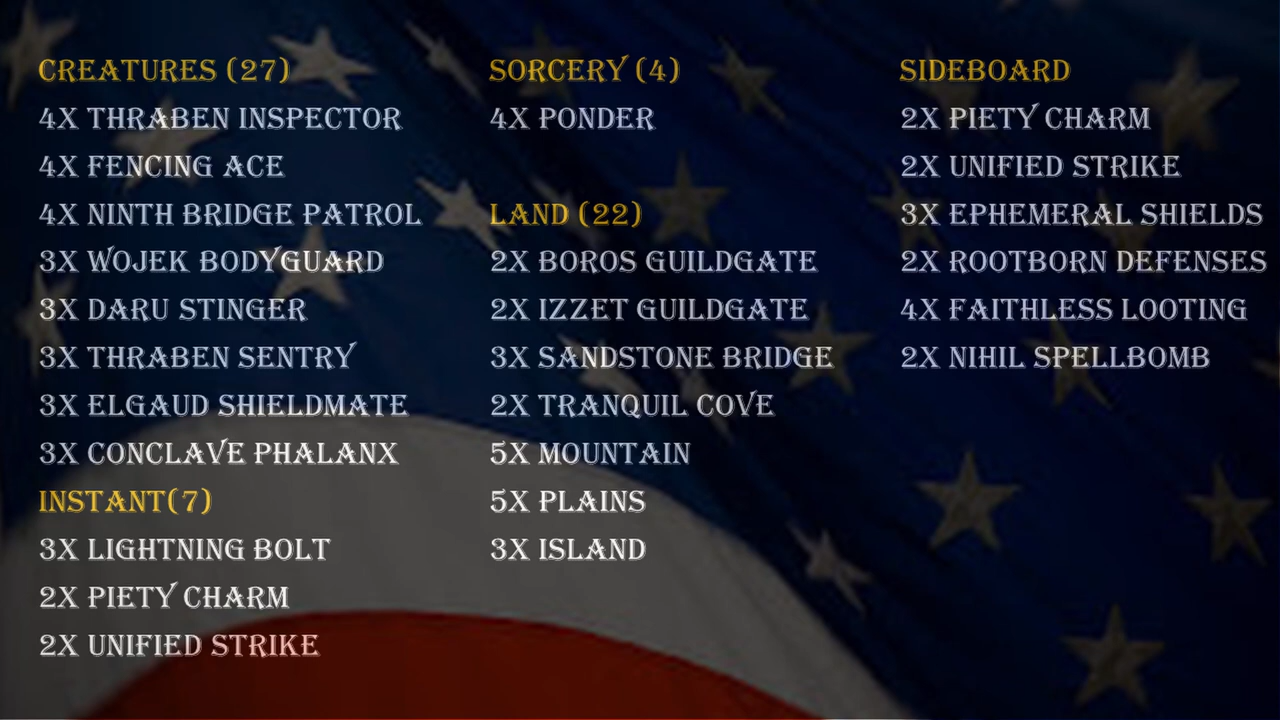 CREATURES (27)
4X THRABEN INSPECTOR
4X FENCING ACE
4X NINTH BRIDGE PATROL
3X WOJEK BODYGUARD
3X DARU STINGER
3X THRABEN SENTRY
3X ELGAUD SHIELDMATE
3X CONCLAVE PHALANX
INSTANT(7)
3X LIGHTNING BOLT
2X PIETY CHARM
2X UNIFIED STRIKE
SORCERY (4)
4X PONDER
LAND (22)
2X BOROS GUILDGATE
2X IZZET GUILDGATE
3X SANDSTONE BRIDGE
2X TRANQUIL COVE
5X MOUNTAIN
5X PLAINS
3X ISLAND
SIDEBOARD
2X PIETY CHARM
2X UNIFIED STRIKE
3X EPHEMERAL SHIELDS
2X ROOTBORN DEFENSES
4X FAITHLESS LOOTING
2X NIHIL SPELLBOMB